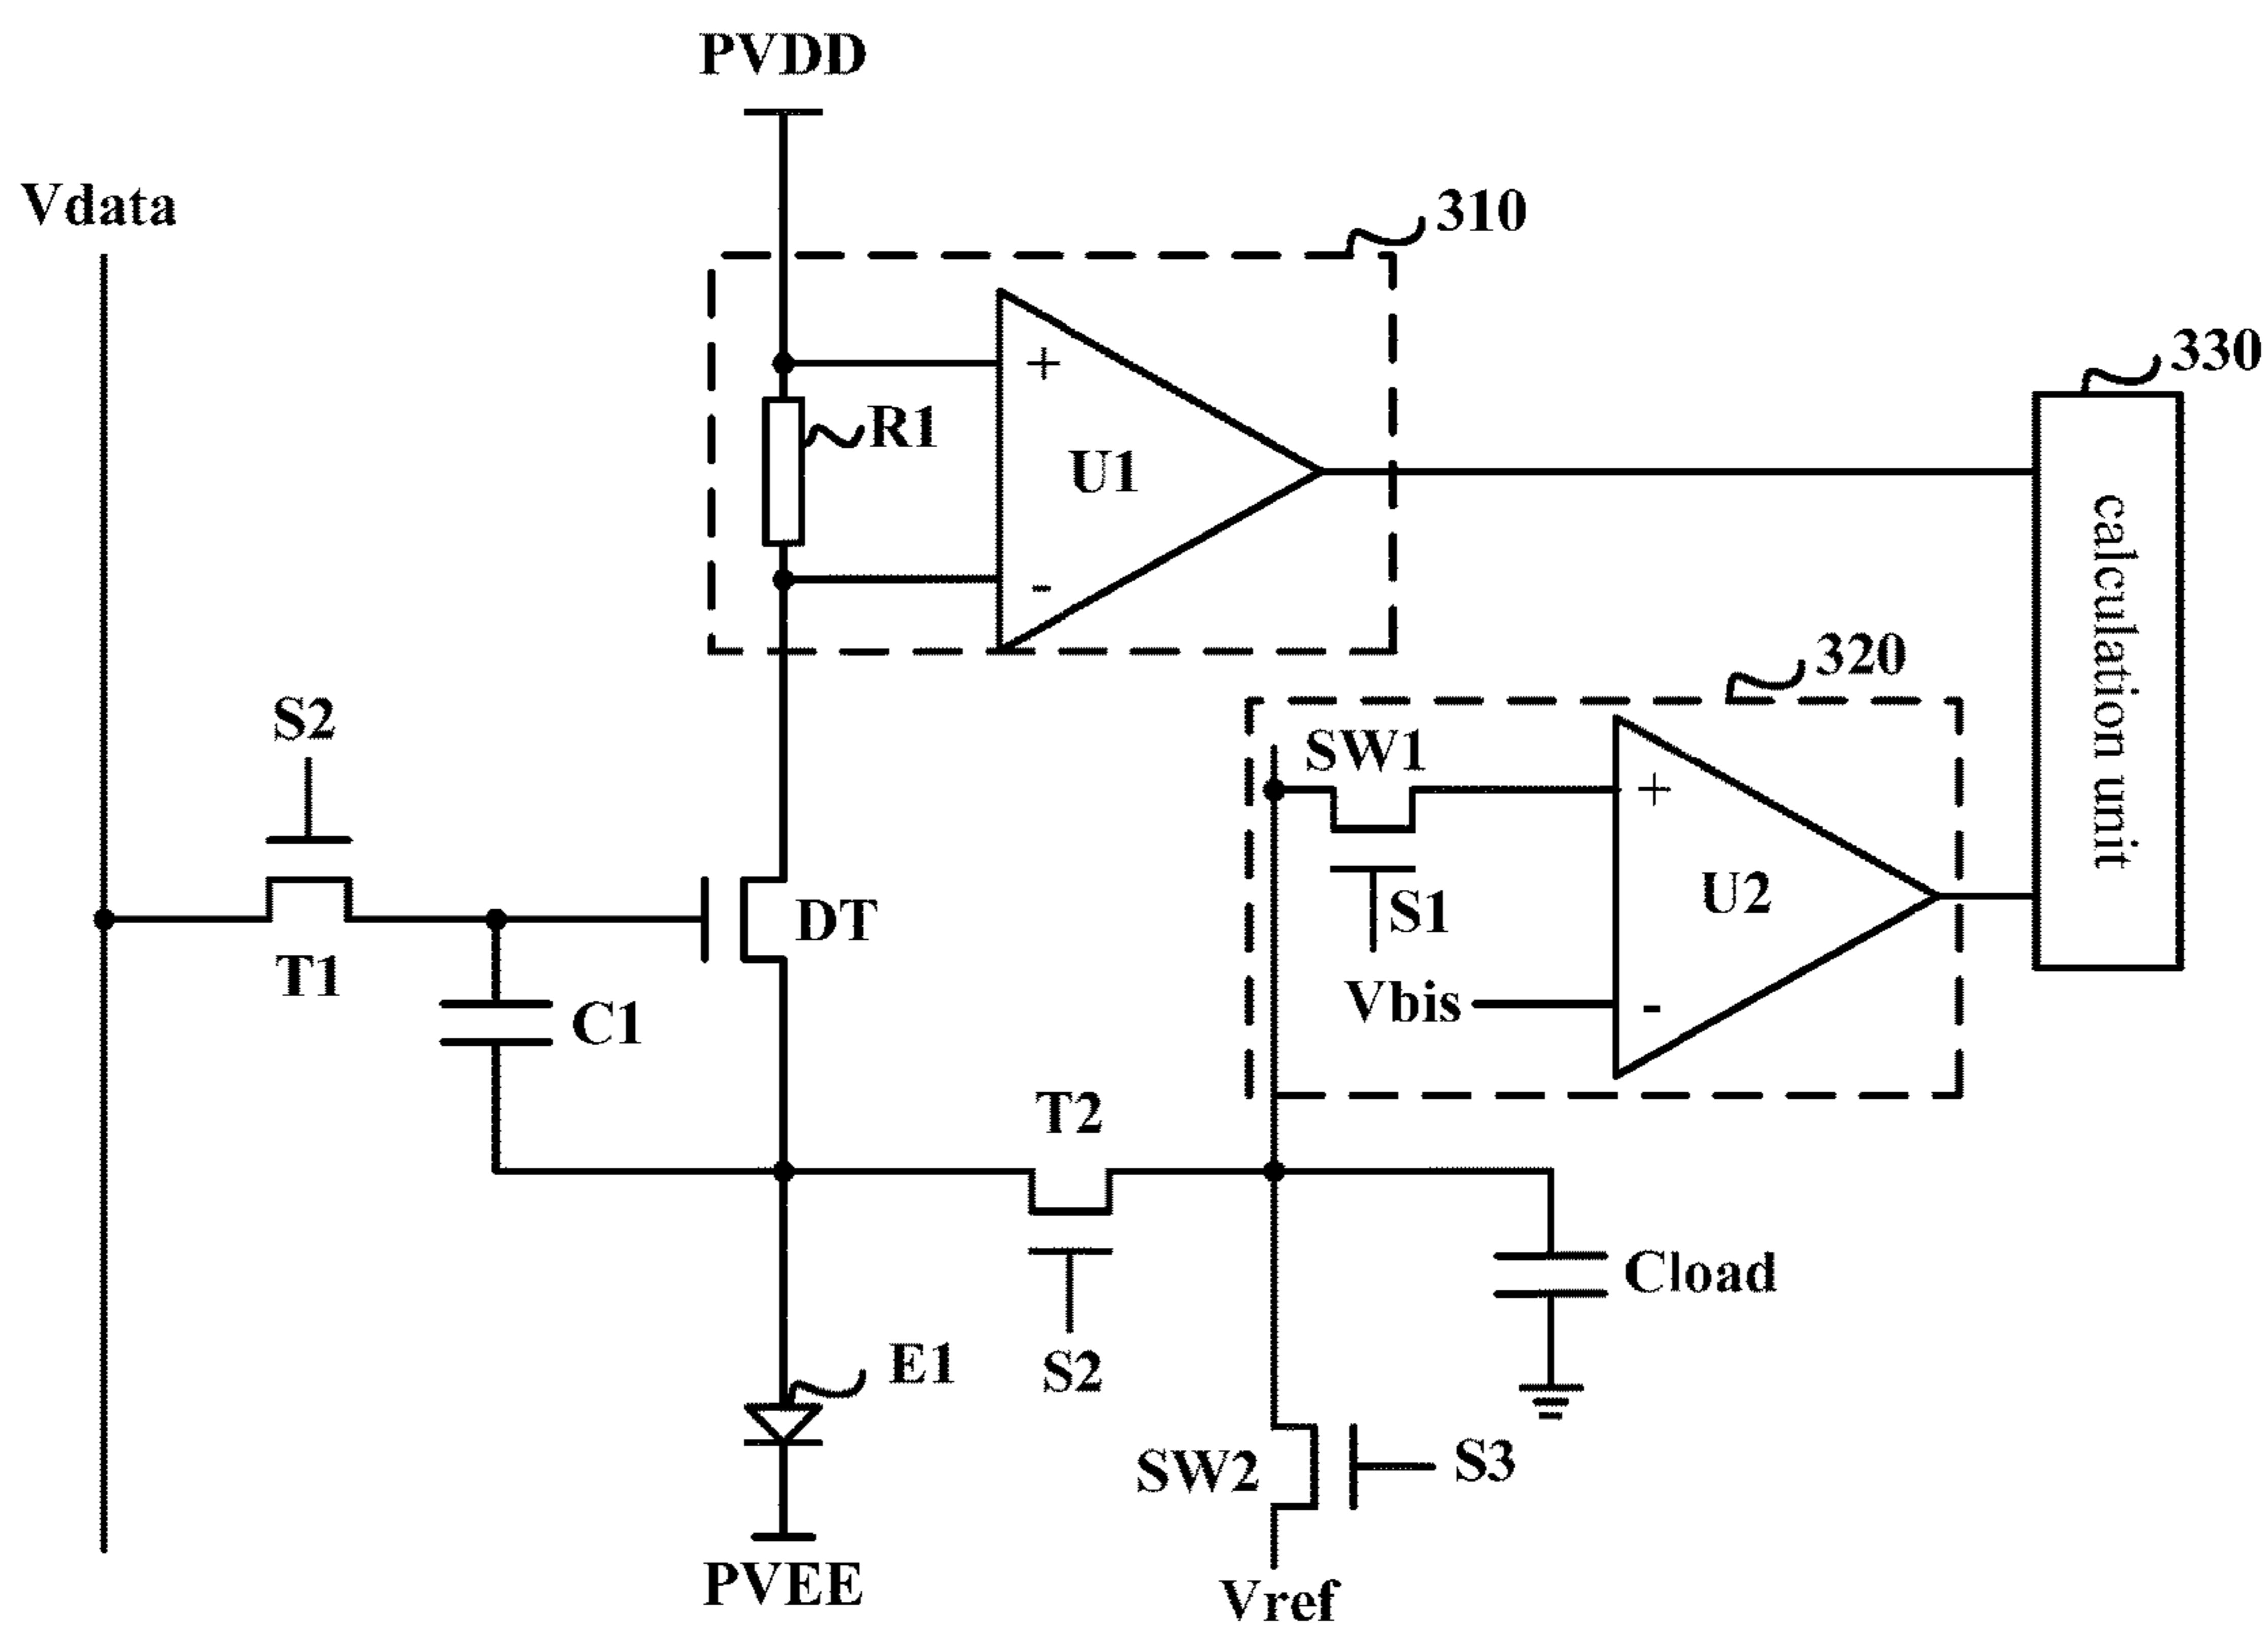 PVDD
Vdata
310
330
+
R1
U1
-
calculation unit
320
S2
SW1
+
DT
U2
S1
T1
Vbis
-
C1
T2
Cload
E1
S2
SW2
S3
PVEE
Vref